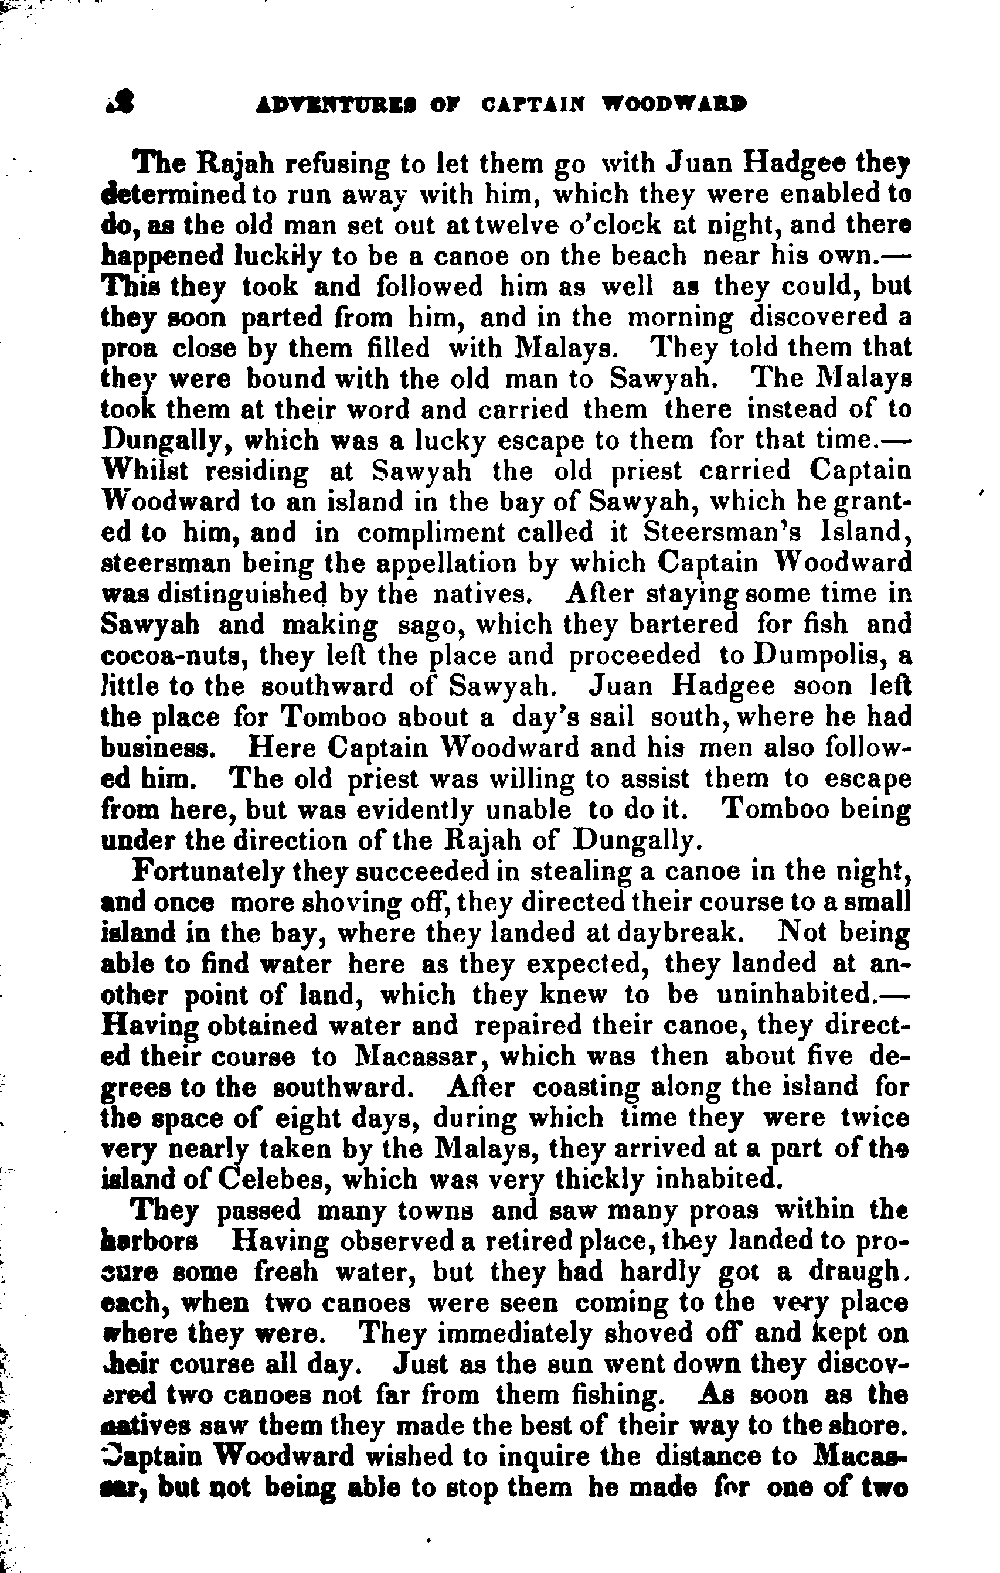 ADVENTURES OF CAPTAIN WOODWARD
The Rajah refusing to let them go with Juan Hadgee they
determined to run away with him, which they were enabled to
do, as the old man set out at twelve o'clock at night, and there
happened luckily to be a canoe on the beach near his own.—
This they took and followed him as well as they could, but
they soon parted from him, and in the morning discovered a
proa close by them filled with Malays. They told them that
they were bound with the old man to Sawyah. The Malays
took them at their word and carried them there instead of to
Dungally, which was a lucky escape to them for that time.—
Whilst residing at Sawyah the old priest carried Captain
Woodward to an island in the bay of Sawyah, which he grant-
ed to him, and in compliment called it Steersman's Island,
steersman being the appellation by which Captain Woodward
was distinguished by the natives. After staying some time in
Sawyah and making sago, which they bartered for fish and
cocoa-nuts, they left the place and proceeded to Dumpolis, a
little to the southward of Sawyah. Juan Hadgee soon left
the place for Tomboo about a day's sail south, where he had
business. Here Captain Woodward and his men also follow-
ed him. The old priest was willing to assist them to escape
from here, but was evidently unable to do it. Tomboo being
under the direction of the Rajah of Dungally.
Fortunately they succeeded in stealing a canoe in the night,
and once more shoving off, they directed their course to a small
island in the bay, where they landed at daybreak. Not being
able to find water here as they expected, they landed at an-
other point of land, which they knew to be uninhabited.—
Having obtained water and repaired their canoe, they direct-
ed their course to Macassar, which was then about five de-
grees to the southward. After coasting along the island for
the space of eight days, during which time they were twice
very nearly taken by the Malays, they arrived at a part of the
island of Celebes, which was very thickly inhabited.
They passed many towns and saw many proas within the
harbors Having observed a retired place, they landed to pro-
cure some fresh water, but they had hardly got a draugh.
each, when two canoes were seen coming to the very place
where they were. They immediately shoved off and kept on
their course all day. Just as the sun went down they discov-
ered two canoes not far from them fishing. As soon as the
natives saw them they made the best of their way to the shore.
Captain Woodward wished to inquire the distance to Macas-
sar, but not being able to stop them he made for one of two